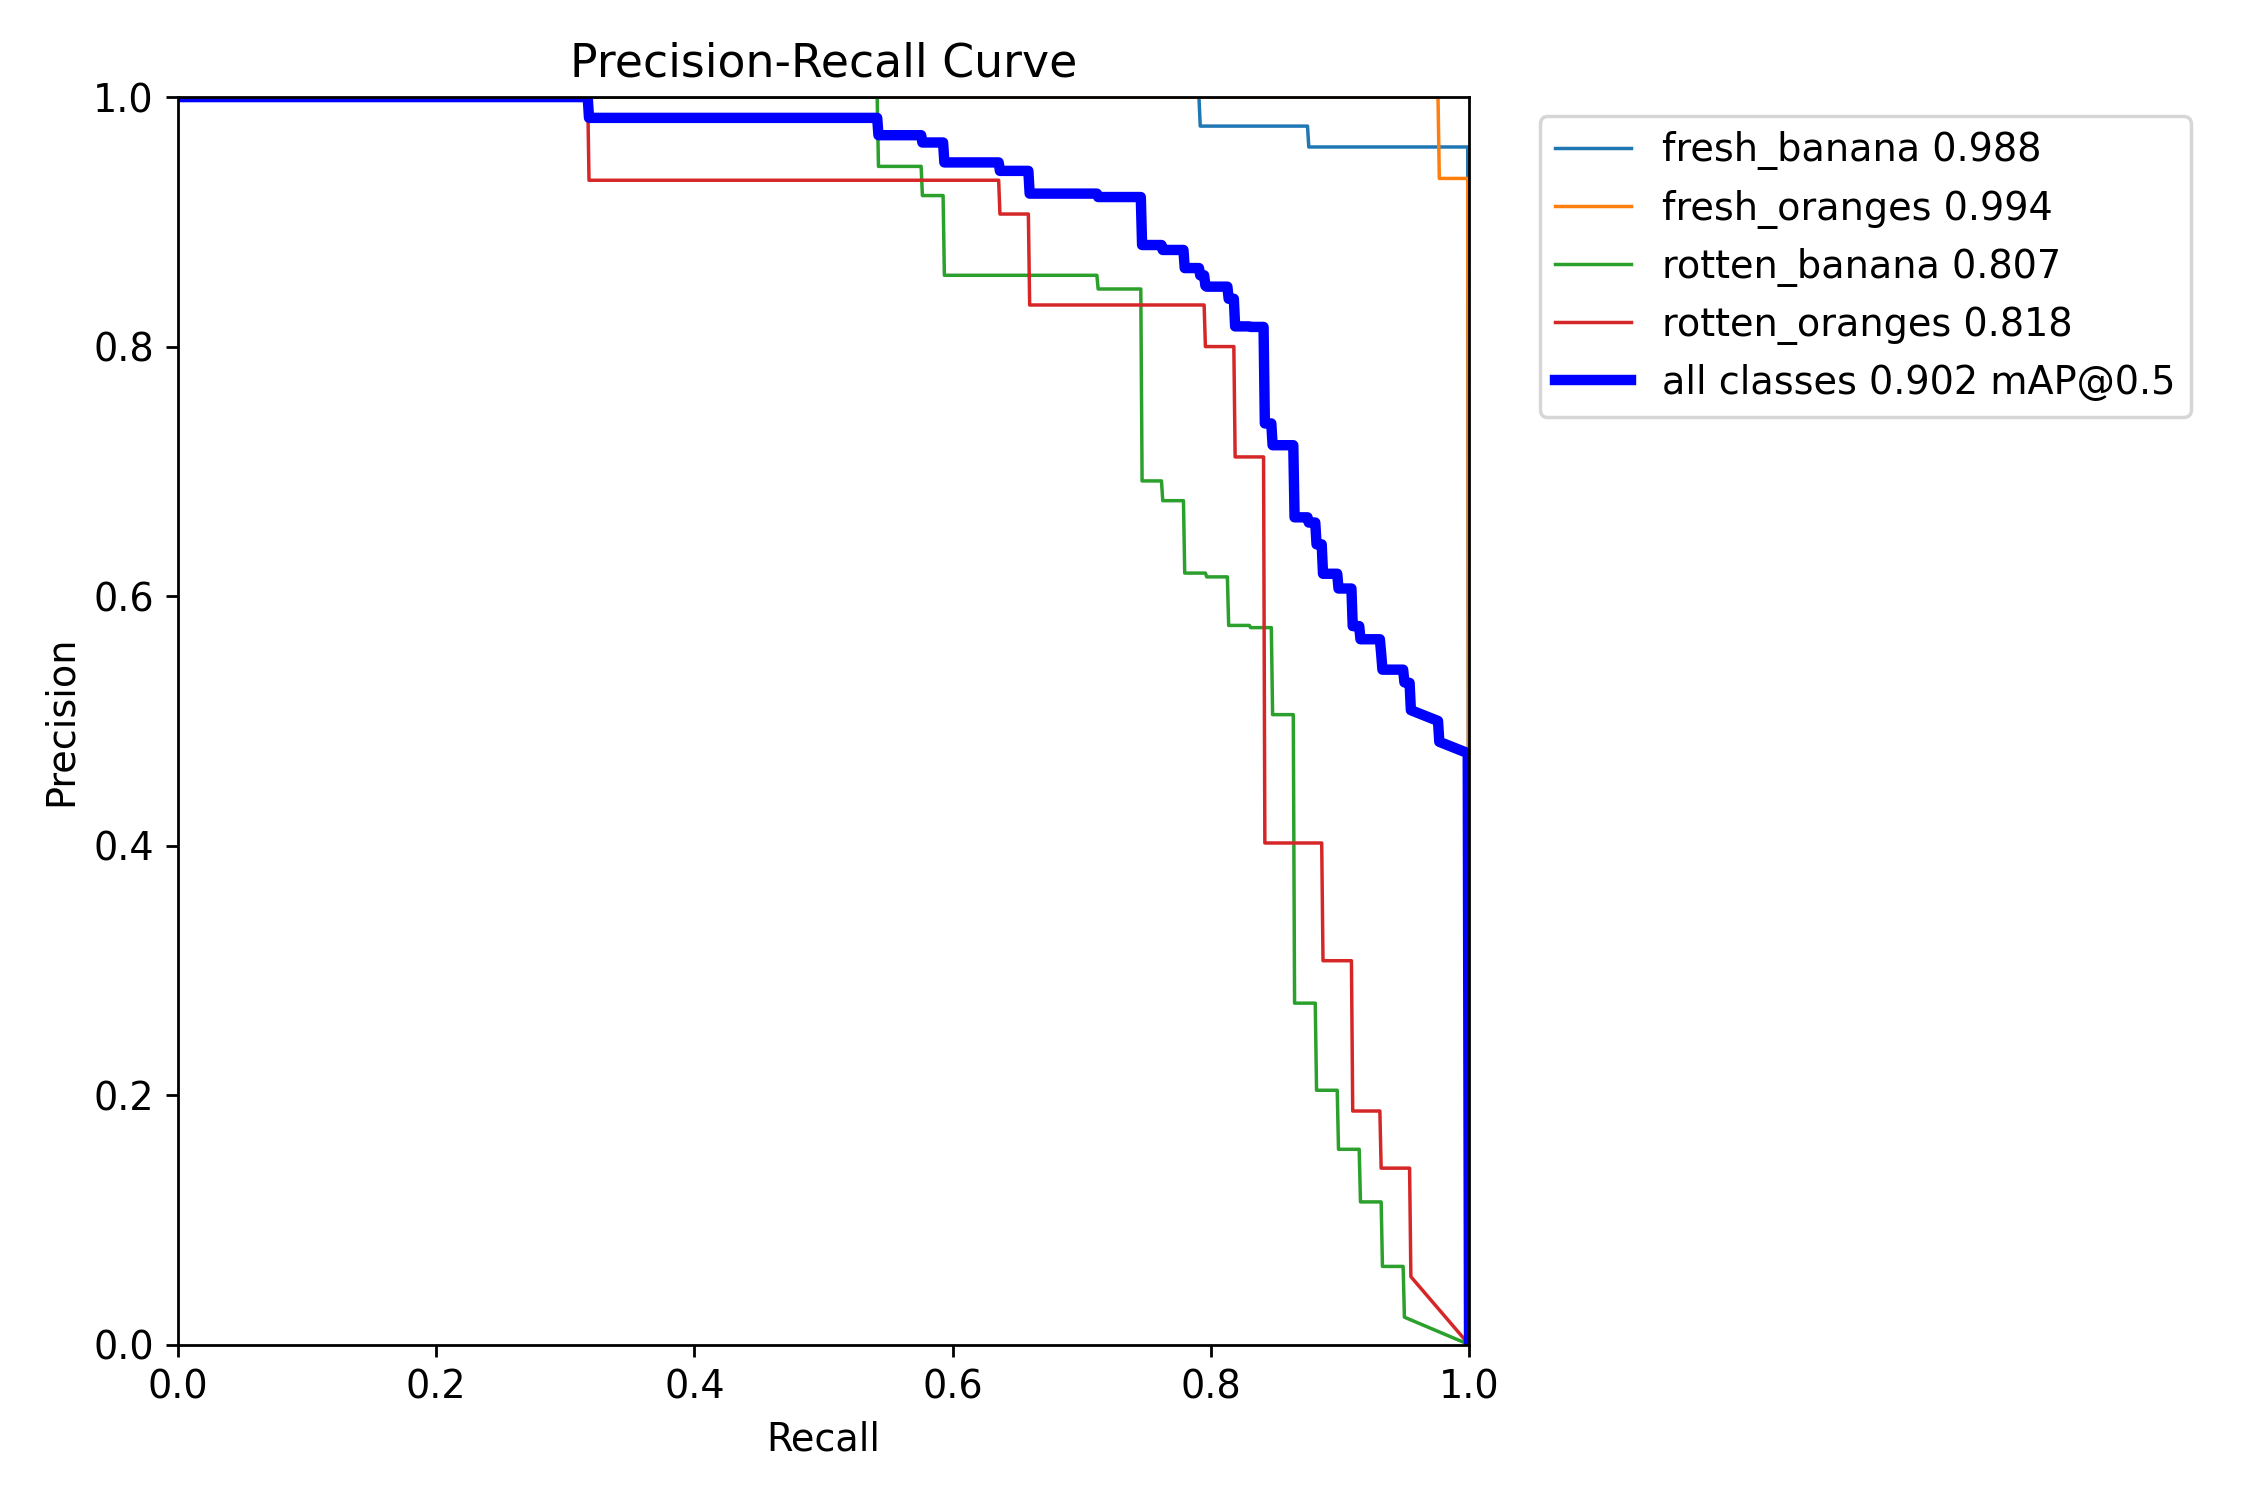 Precision-Recall Curve
1.0
0.8
0.6
0.4
0.2
0.0
Precision
0.0 0.2 0.4 0.6 0.8 1.0
Recall
fresh_banana 0.988
fresh_oranges 0.994
rotten_banana 0.807
rotten_oranges 0.818
all classes 0.902 mAP@0.5